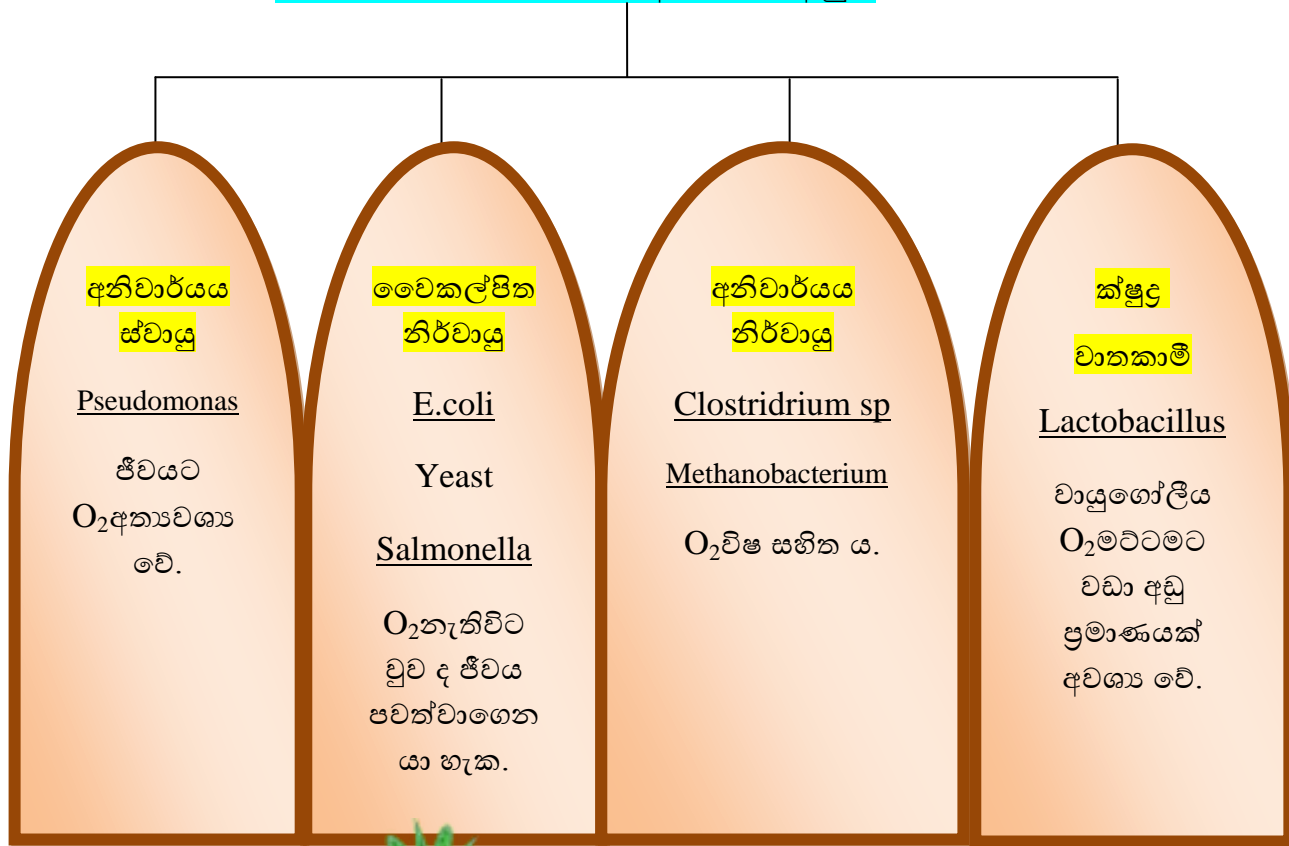 අනිවාර්යය
ස්වායු
Pseudomonas
ජීවයට
O₂අත්‍යවශ්‍ය
වේ.
වෛකල්පිත
නිර්වායු
E.coli
Yeast
Salmonella
O₂නැතිවිට
වුව ද ජීවය
පවත්වාගෙන
යා හැක.
අනිවාර්යය
නිර්වායු
Clostridrium sp
Methanobacterium
O₂විෂ සහිත ය.
ක්ෂුද්‍ර
වාතකාමී
Lactobacillus
වායුගෝලීය
O₂මට්ටමට
වඩා අඩු
ප්‍රමාණයක්
අවශ්‍ය වේ.